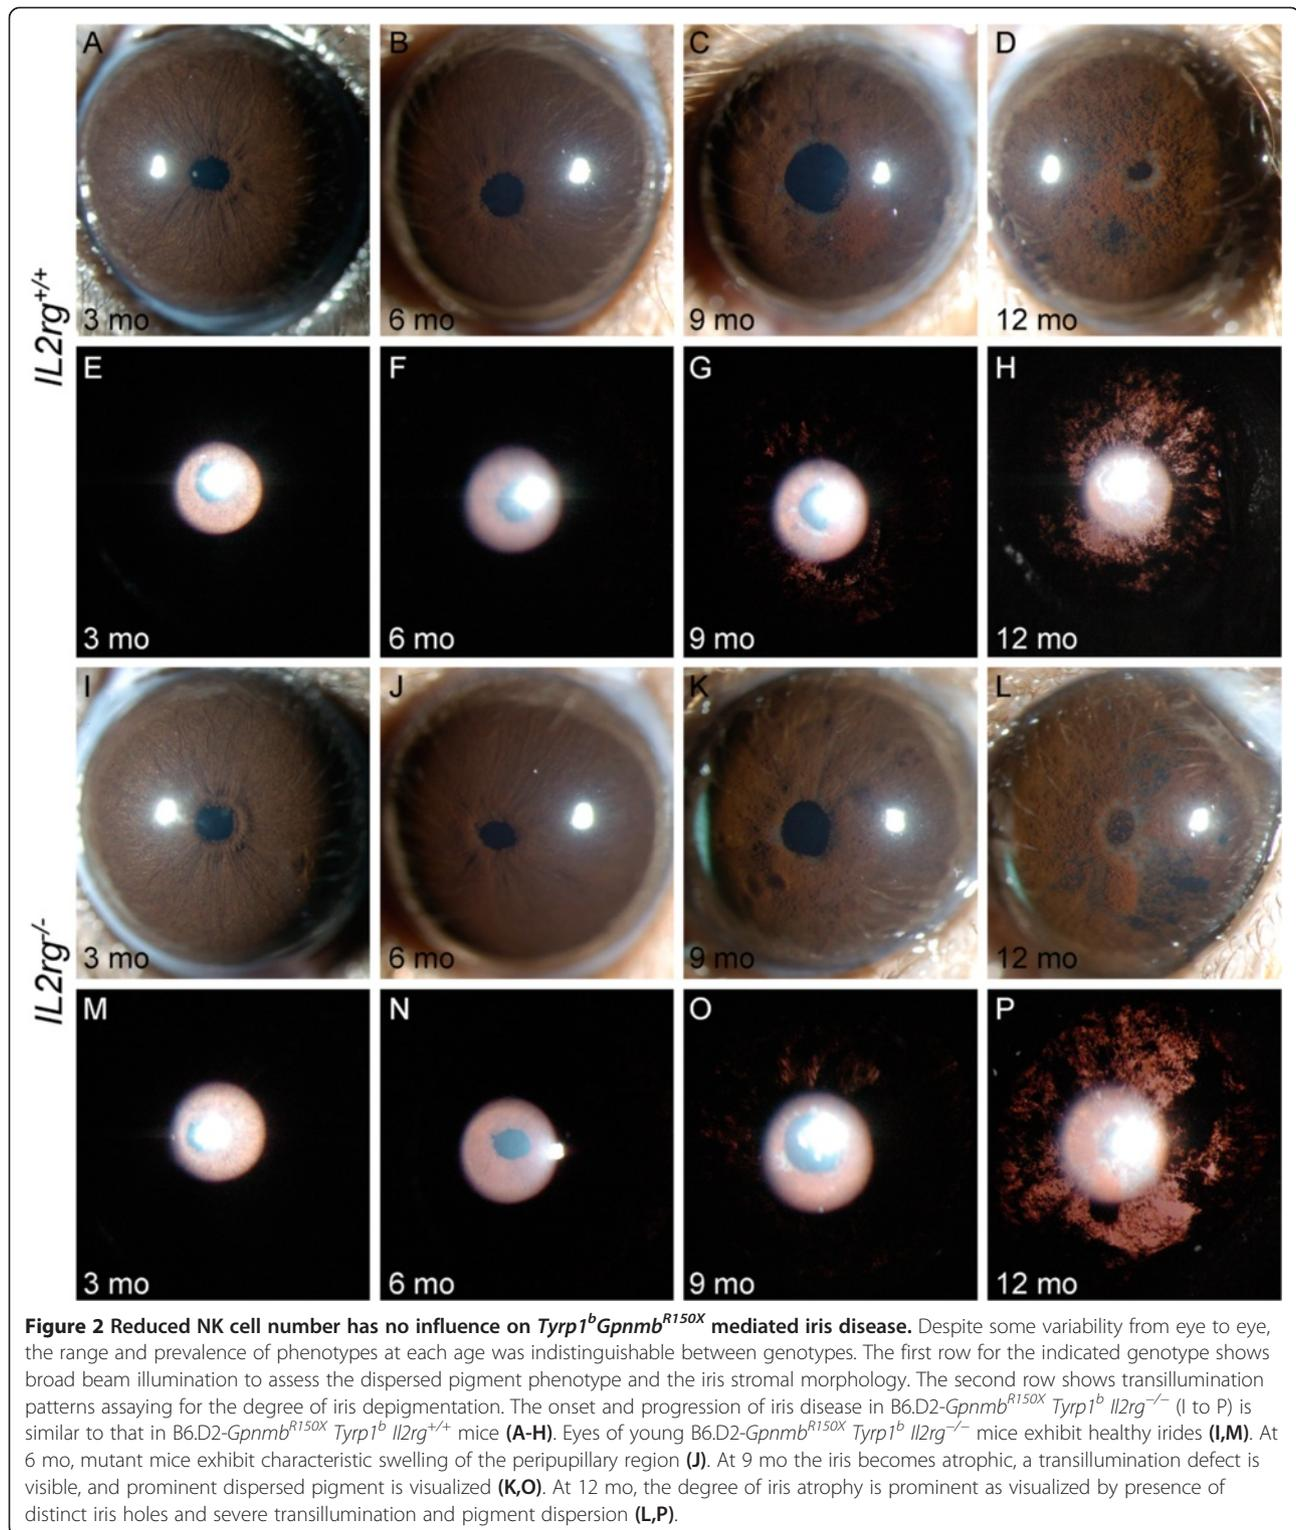 A
B
C
D
3 mo
6 mo
9 mo
12 mo
IL2rg+/+
E
F
G
H
3 mo
6 mo
9 mo
12 mo
I
J
K
L
3 mo
6 mo
9 mo
12 mo
IL2rg-/-
M
N
O
P
3 mo
6 mo
9 mo
12 mo
Figure 2 Reduced NK cell number has no influence on Tyrp1ᵇGpnmbᴿ¹⁵⁰ˣ mediated iris disease. Despite some variability from eye to eye,
the range and prevalence of phenotypes at each age was indistinguishable between genotypes. The first row for the indicated genotype shows
broad beam illumination to assess the dispersed pigment phenotype and the iris stromal morphology. The second row shows transillumination
patterns assaying for the degree of iris depigmentation. The onset and progression of iris disease in B6.D2-Gpnmbᴿ¹⁵⁰ˣ Tyrp1ᵇ Il2rg−/− (I to P) is
similar to that in B6.D2-Gpnmbᴿ¹⁵⁰ˣ Tyrp1ᵇ Il2rg+/+ mice (A-H). Eyes of young B6.D2-Gpnmbᴿ¹⁵⁰ˣ Tyrp1ᵇ Il2rg−/− mice exhibit healthy irides (I,M). At
6 mo, mutant mice exhibit characteristic swelling of the peripupillary region (J). At 9 mo the iris becomes atrophic, a transillumination defect is
visible, and prominent dispersed pigment is visualized (K,O). At 12 mo, the degree of iris atrophy is prominent as visualized by presence of
distinct iris holes and severe transillumination and pigment dispersion (L,P).